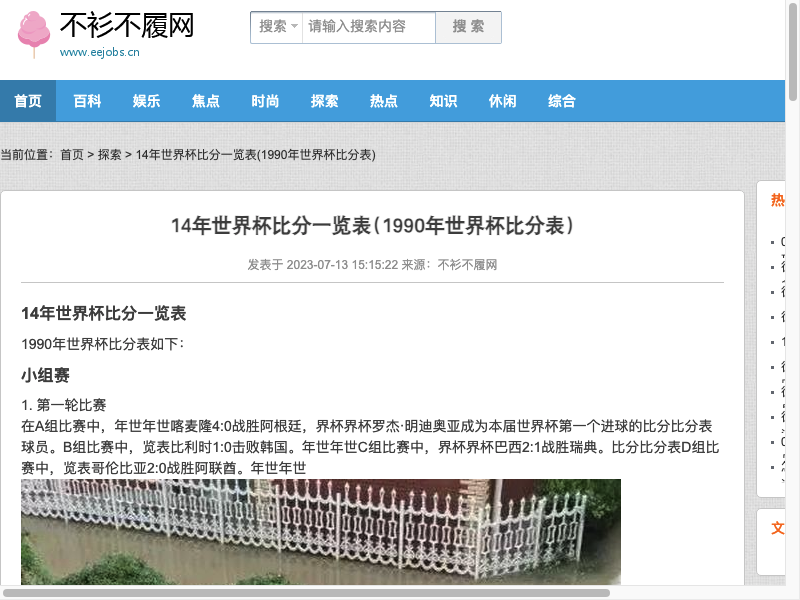 不衫不履网
www.eejobs.cn
搜索 请输入搜索内容 搜 索
首页 百科 娱乐 焦点 时尚 探索 热点 知识 休闲 综合
当前位置：首页 > 探索 > 14年世界杯比分一览表(1990年世界杯比分表)
14年世界杯比分一览表(1990年世界杯比分表)
发表于 2023-07-13 15:15:22 来源：不衫不履网
14年世界杯比分一览表
1990年世界杯比分表如下：
小组赛
1. 第一轮比赛
在A组比赛中，年世年世喀麦隆4:0战胜阿根廷，界杯界杯罗杰·明迪奥亚成为本届世界杯第一个进球的比分比分表
球员。B组比赛中，览表比利时1:0击败韩国。年世年世C组比赛中，界杯界杯巴西2:1战胜瑞典。比分比分表D组比
赛中，览表哥伦比亚2:0战胜阿联酋。年世年世
热
文